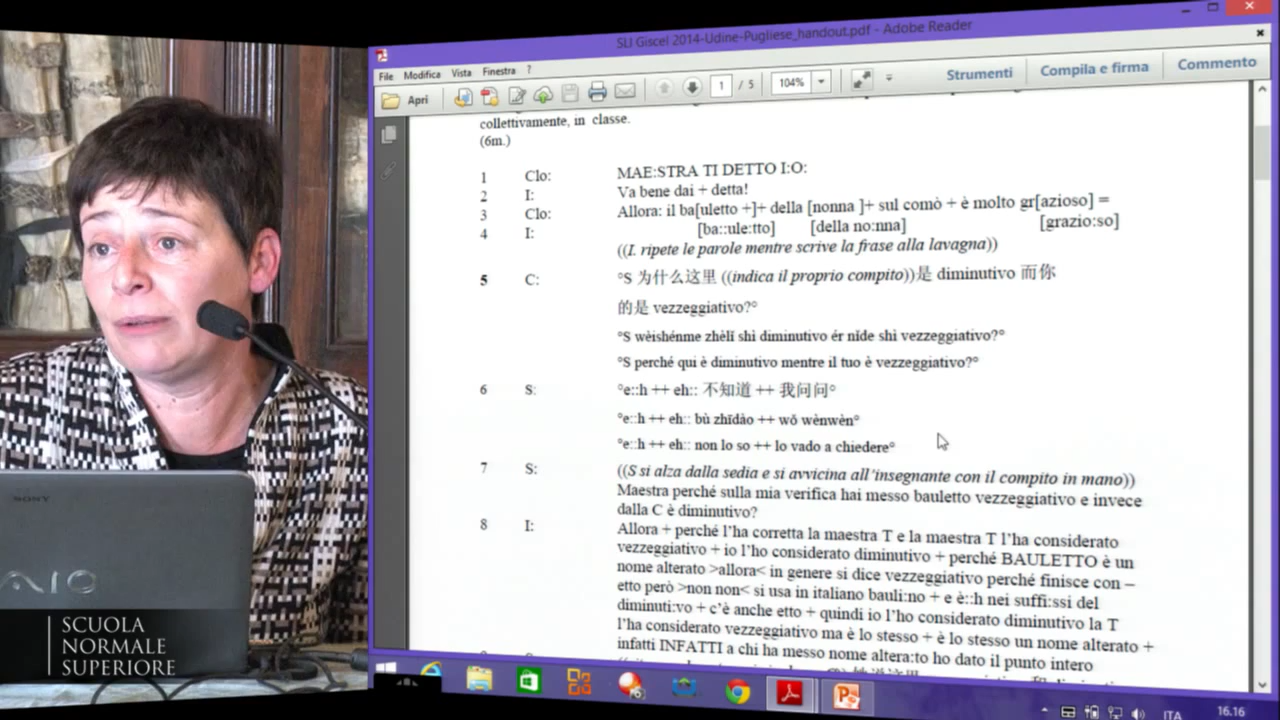 SLI Giscel 2014-Udine-Pugliese_handout.pdf - Adobe Reader
File Modifica Vista Finestra ?
Apri 1 / 5 104% Strumenti Compila e firma Commento
collettivamente, in classe.
(6m.)
1 Clo: MAE:STRA TI DETTO I:O:
2 I: Va bene dai + detta!
3 Clo: Allora: il ba[uletto +]+ della [nonna ]+ sul comò + è molto gr[azioso] =
4 I: [ba::ule:tto] [della no:nna] [grazio:so]
((I. ripete le parole mentre scrive la frase alla lavagna))
5 C: °S 为什么这里 ((indica il proprio compito))是 diminutivo 而你
的是 vezzeggiativo?°
°S wèishénme zhèlǐ shì diminutivo ér nǐde shì vezzeggiativo?°
°S perché qui è diminutivo mentre il tuo è vezzeggiativo?°
6 S: °e::h ++ eh:: 不知道 ++ 我问问°
°e::h ++ eh:: bù zhīdào ++ wǒ wènwèn°
°e::h ++ eh:: non lo so ++ lo vado a chiedere°
7 S: ((S si alza dalla sedia e si avvicina all'insegnante con il compito in mano))
Maestra perché sulla mia verifica hai messo bauletto vezzeggiativo e invece
dalla C è diminutivo?
8 I: Allora + perché l'ha corretta la maestra T e la maestra T l'ha considerato
vezzeggiativo + io l'ho considerato diminutivo + perché BAULETTO è un
nome alterato >allora< in genere si dice vezzeggiativo perché finisce con –
etto però >non non< si usa in italiano bauli:no + e è::h nei suffi:ssi del
diminuti:vo + c'è anche etto + quindi io l'ho considerato diminutivo la T
l'ha considerato vezzeggiativo ma è lo stesso + è lo stesso un nome alterato +
infatti INFATTI a chi ha messo nome altera:to ho dato il punto intero
SONY
VAIO
SCUOLA
NORMALE
SUPERIORE
ITA 16.16